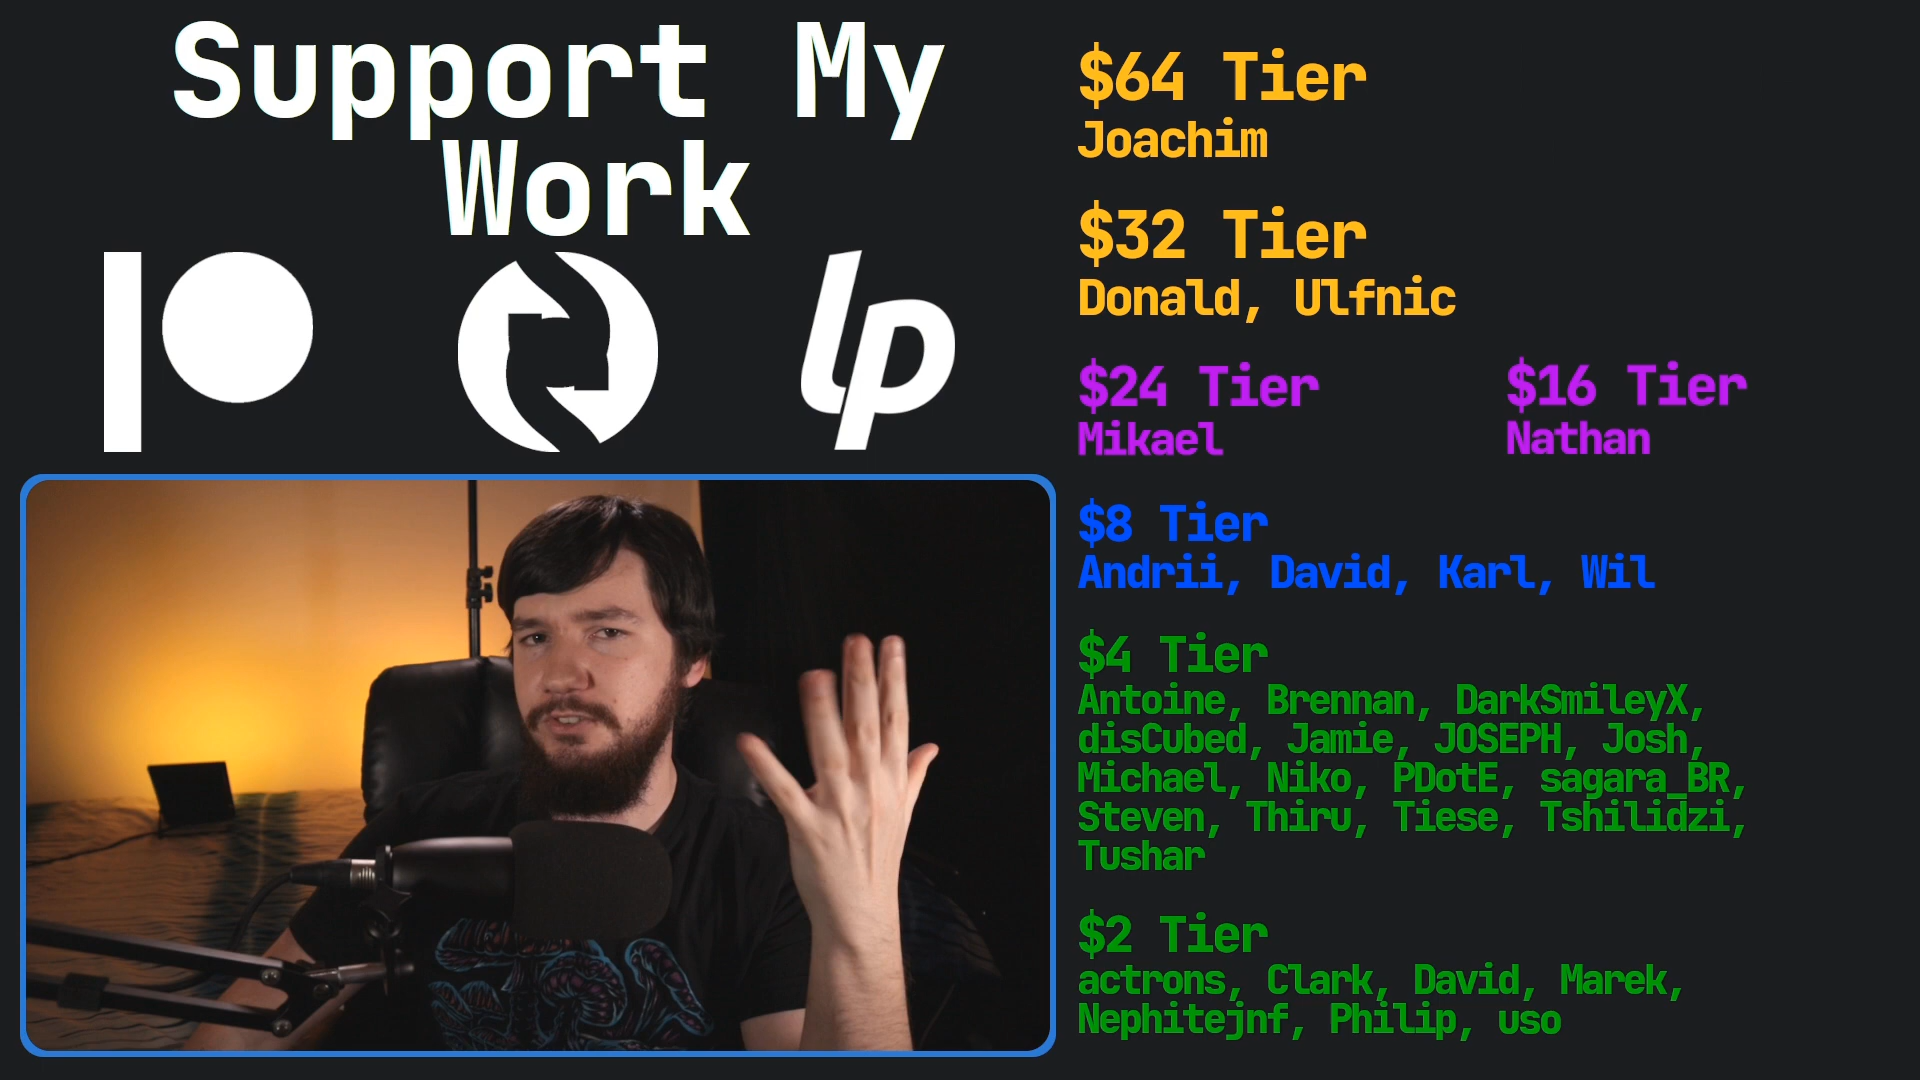 Support My
Work
lp
$64 Tier
Joachim
$32 Tier
Donald, Ulfnic
$24 Tier
Mikael
$16 Tier
Nathan
$8 Tier
Andrii, David, Karl, Wil
$4 Tier
Antoine, Brennan, DarkSmileyX,
disCubed, Jamie, JOSEPH, Josh,
Michael, Niko, PDotE, sagara_BR,
Steven, Thiru, Tiese, Tshilidzi,
Tushar
$2 Tier
actrons, Clark, David, Marek,
Nephitejnf, Philip, uso